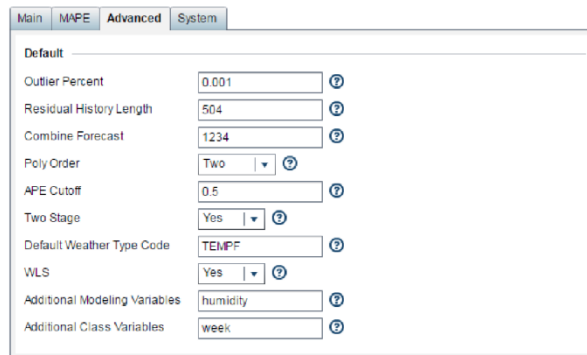 Main MAPE Advanced System
Default
Outlier Percent 0.001
Residual History Length 504
Combine Forecast 1234
Poly Order Two
APE Cutoff 0.5
Two Stage Yes
Default Weather Type Code TEMPF
WLS Yes
Additional Modeling Variables humidity
Additional Class Variables week